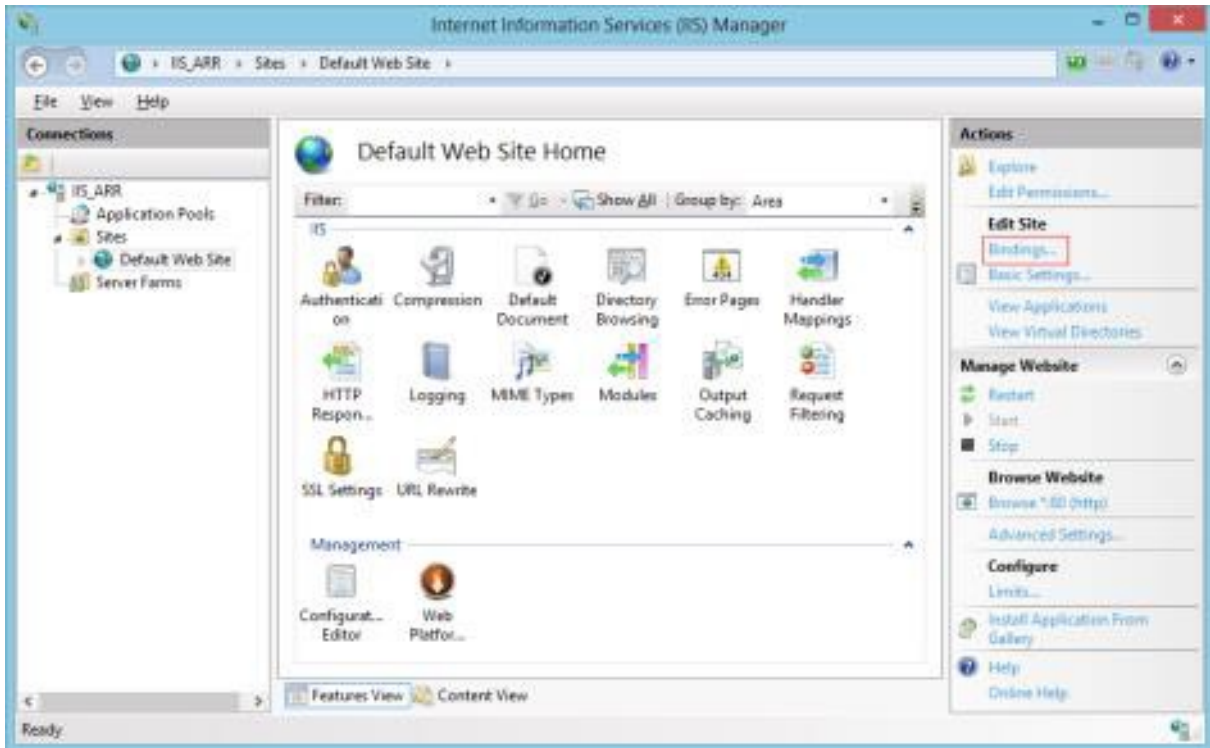 Internet Information Services (IIS) Manager
IIS_ARR Sites Default Web Site
File View Help
Connections
IIS_ARR
Application Pools
Sites
Default Web Site
Server Farms
Default Web Site Home
Filter: Go Show All Group by: Area
IIS
Authenticati Compression Default Directory Error Pages Handler
on Document Browsing Mappings
HTTP Logging MIME Types Modules Output Request
Respon... Caching Filtering
SSL Settings URL Rewrite
Management
Configurat... Web
Editor Platfor...
Features View Content View
Actions
Explore
Edit Permissions...
Edit Site
Bindings...
Basic Settings...
View Applications
View Virtual Directories
Manage Website
Restart
Start
Stop
Browse Website
Browse *:80 (http)
Advanced Settings...
Configure
Limits...
Install Application From
Gallery
Help
Online Help
Ready